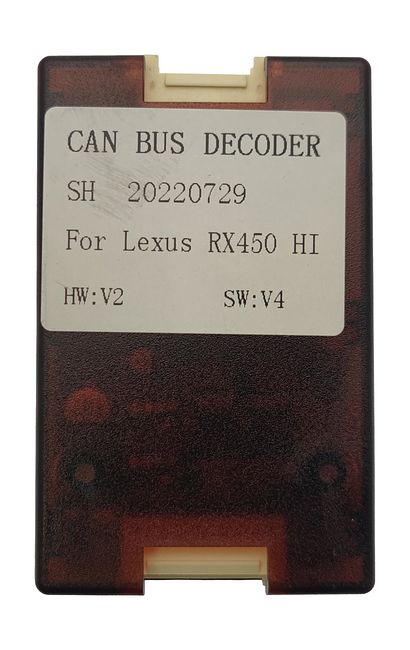 CAN BUS DECODER
SH 20220729
For Lexus RX450 HI
HW:V2 SW:V4